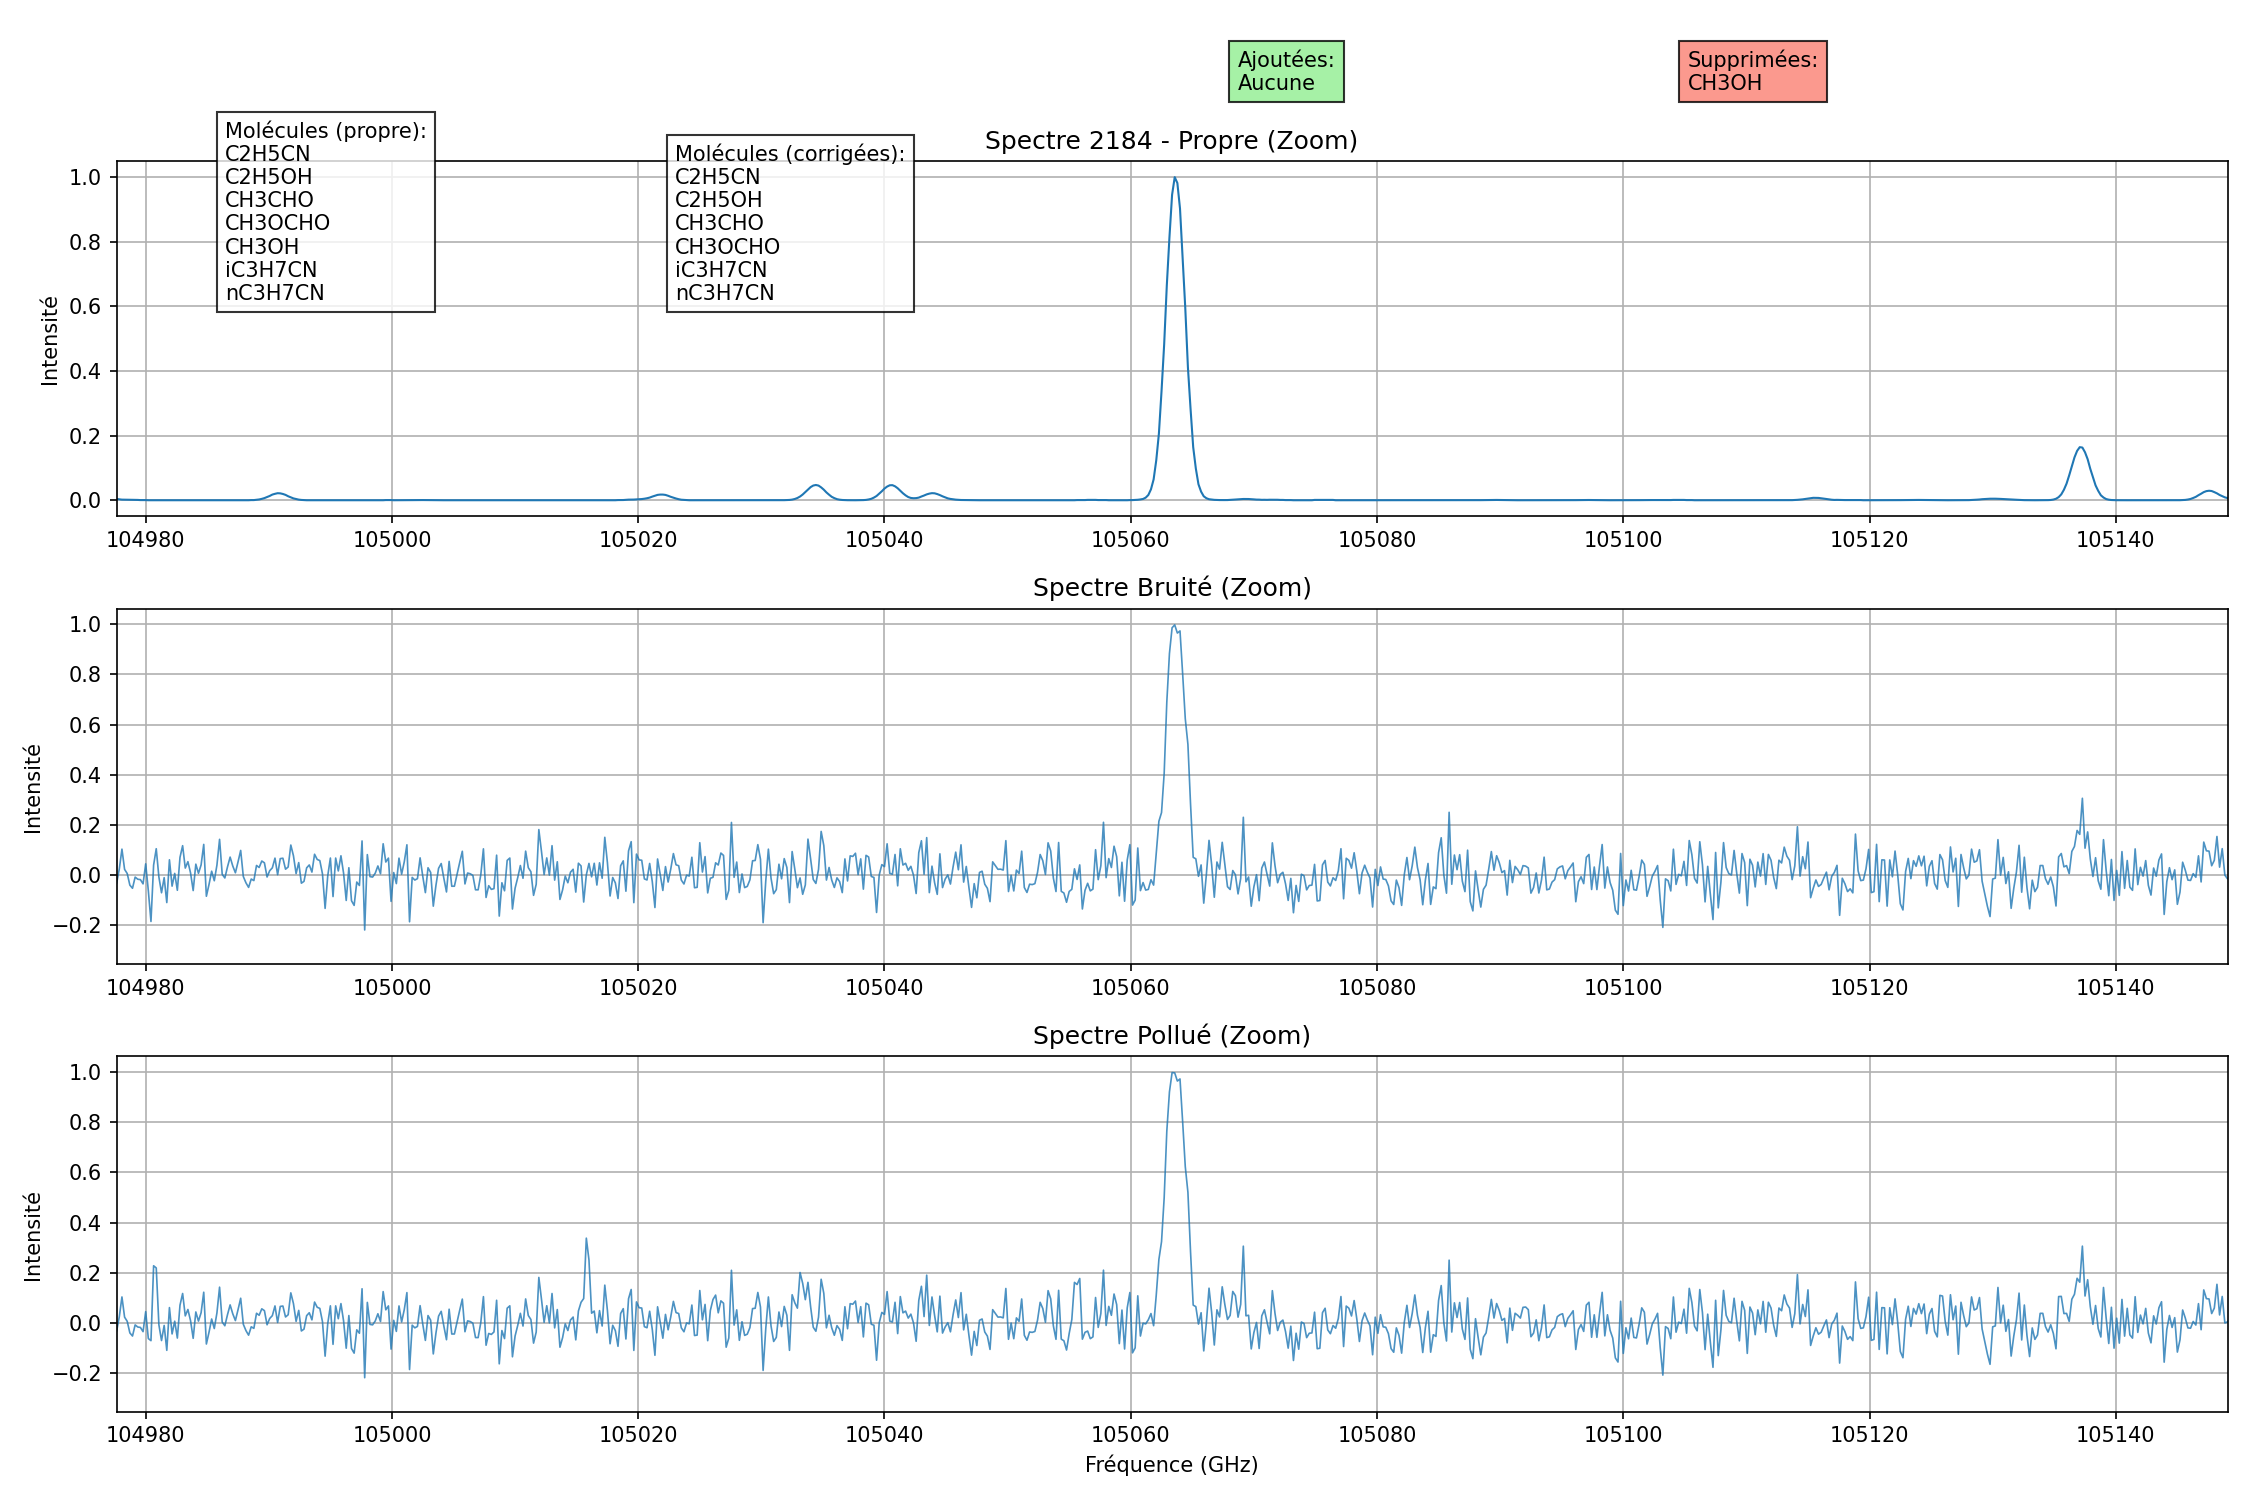 Ajoutées:
Aucune
Supprimées:
CH3OH
Molécules (propre):
C2H5CN
C2H5OH
CH3CHO
CH3OCHO
CH3OH
iC3H7CN
nC3H7CN
Molécules (corrigées):
C2H5CN
C2H5OH
CH3CHO
CH3OCHO
iC3H7CN
nC3H7CN
Spectre 2184 - Propre (Zoom)
Intensité
1.0
0.8
0.6
0.4
0.2
0.0
104980 105000 105020 105040 105060 105080 105100 105120 105140
Spectre Bruité (Zoom)
Intensité
1.0
0.8
0.6
0.4
0.2
0.0
−0.2
104980 105000 105020 105040 105060 105080 105100 105120 105140
Spectre Pollué (Zoom)
Intensité
1.0
0.8
0.6
0.4
0.2
0.0
−0.2
104980 105000 105020 105040 105060 105080 105100 105120 105140
Fréquence (GHz)